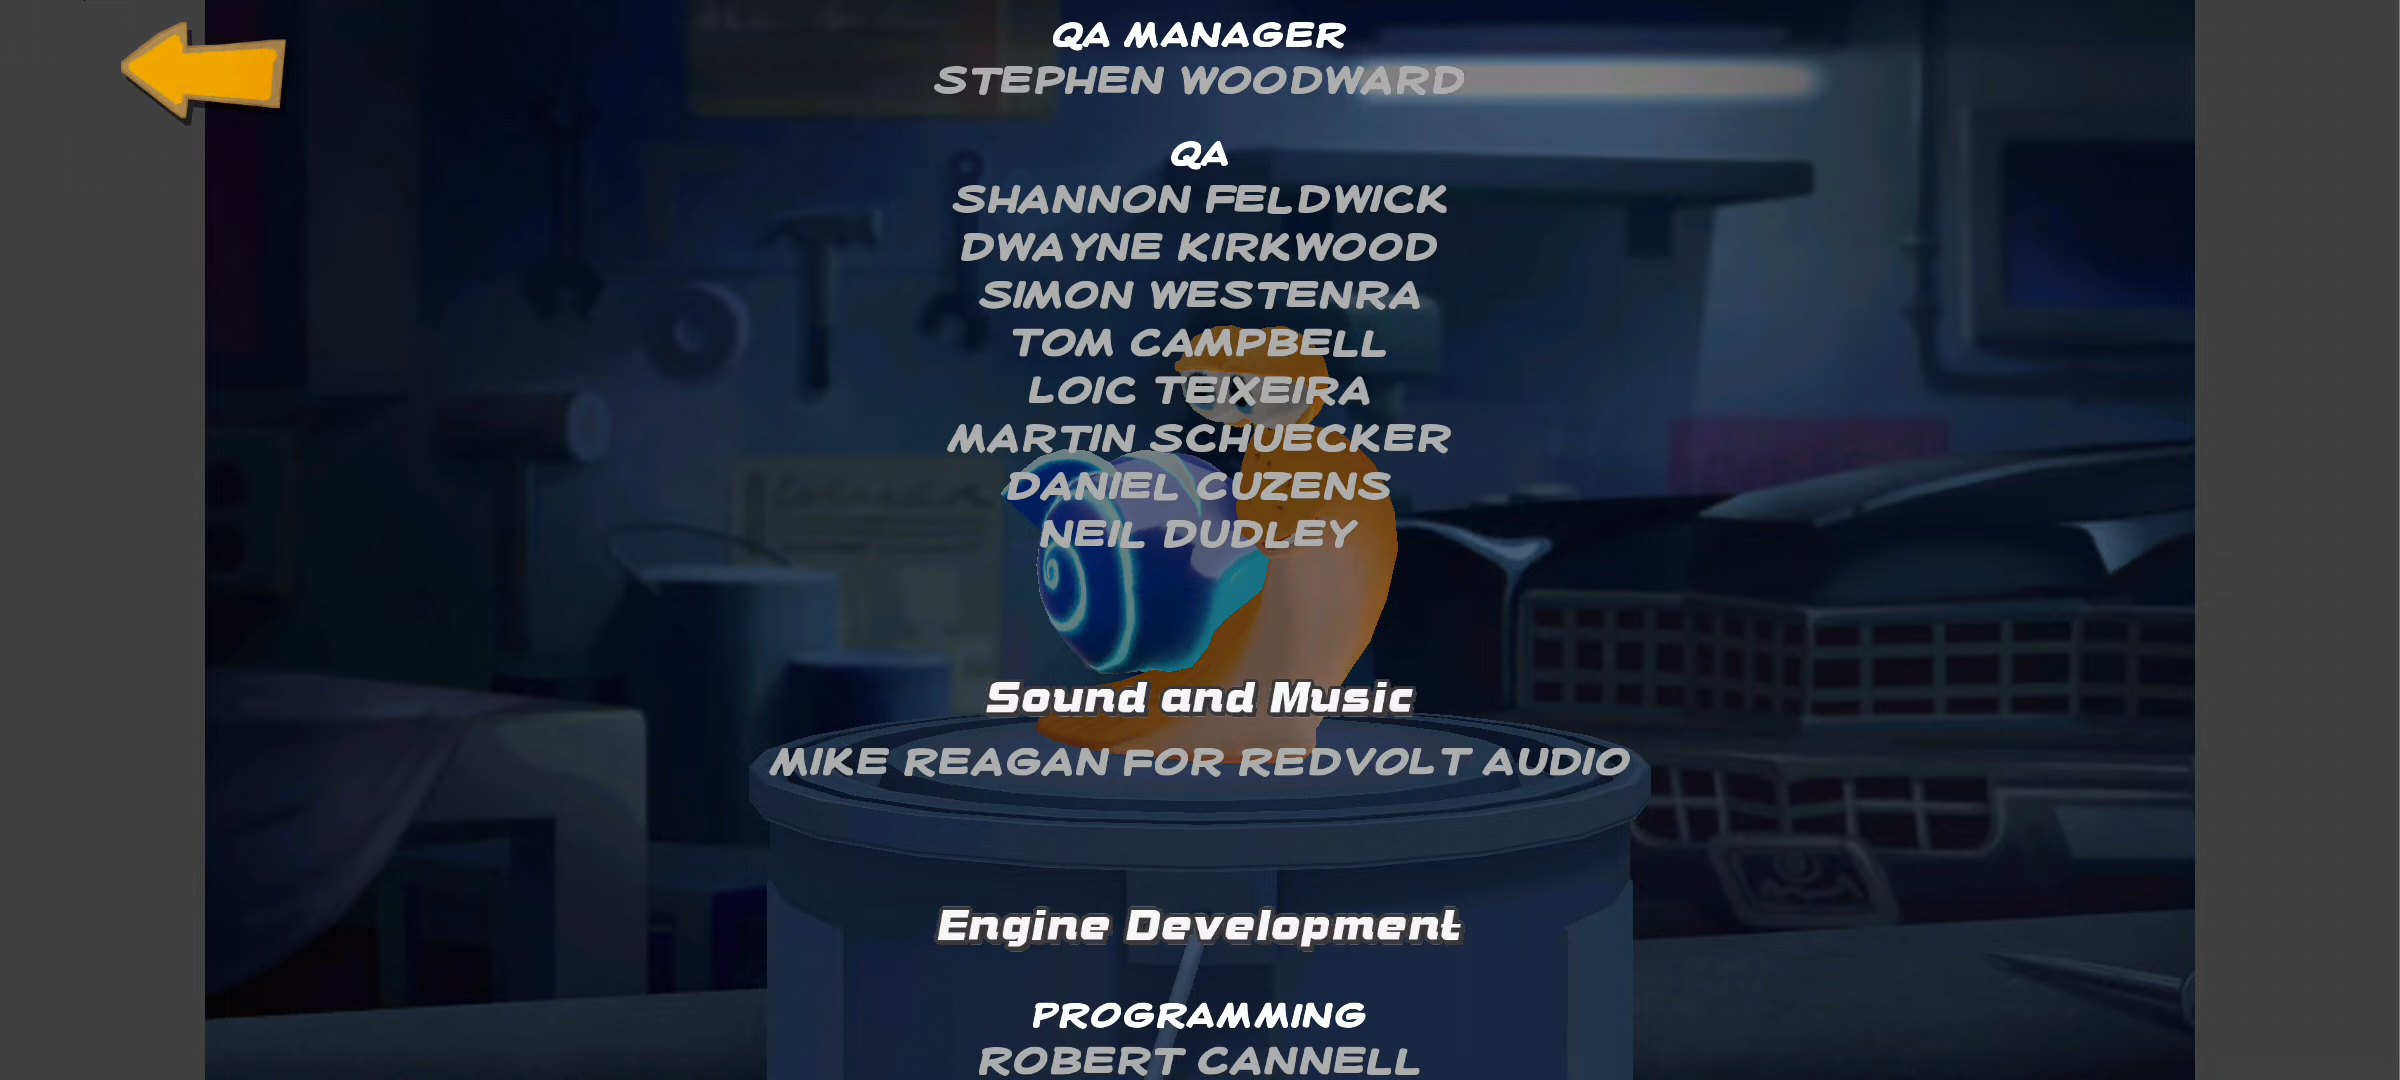 QA MANAGER
STEPHEN WOODWARD
QA
SHANNON FELDWICK
DWAYNE KIRKWOOD
SIMON WESTENRA
TOM CAMPBELL
LOIC TEIXEIRA
MARTIN SCHUECKER
DANIEL CUZENS
NEIL DUDLEY
Sound and Music
MIKE REAGAN FOR REDVOLT AUDIO
Engine Development
PROGRAMMING
ROBERT CANNELL